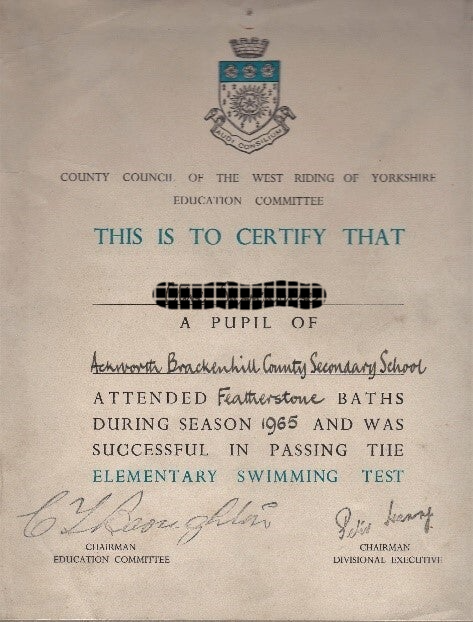 AUDI CONSILIUM
COUNTY COUNCIL OF THE WEST RIDING OF YORKSHIRE
EDUCATION COMMITTEE
THIS IS TO CERTIFY THAT
A PUPIL OF
Ackworth Brackenhill County Secondary School
ATTENDED Featherstone BATHS
DURING SEASON 1965 AND WAS
SUCCESSFUL IN PASSING THE
ELEMENTARY SWIMMING TEST
CHAIRMAN
EDUCATION COMMITTEE
CHAIRMAN
DIVISIONAL EXECUTIVE